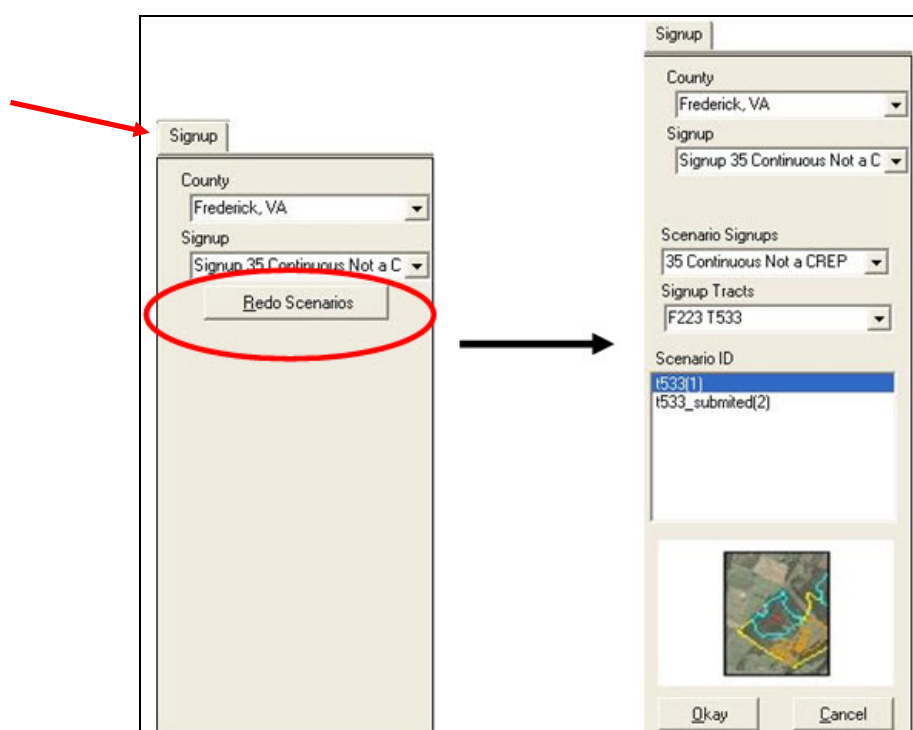 Signup
County
Frederick, VA
Signup
Signup 35 Continuous Not a C
Redo Scenarios
Signup
County
Frederick, VA
Signup
Signup 35 Continuous Not a C
Scenario Signups
35 Continuous Not a CREP
Signup Tracts
F223 T533
Scenario ID
t533(1)
t533_submited(2)
Okay
Cancel